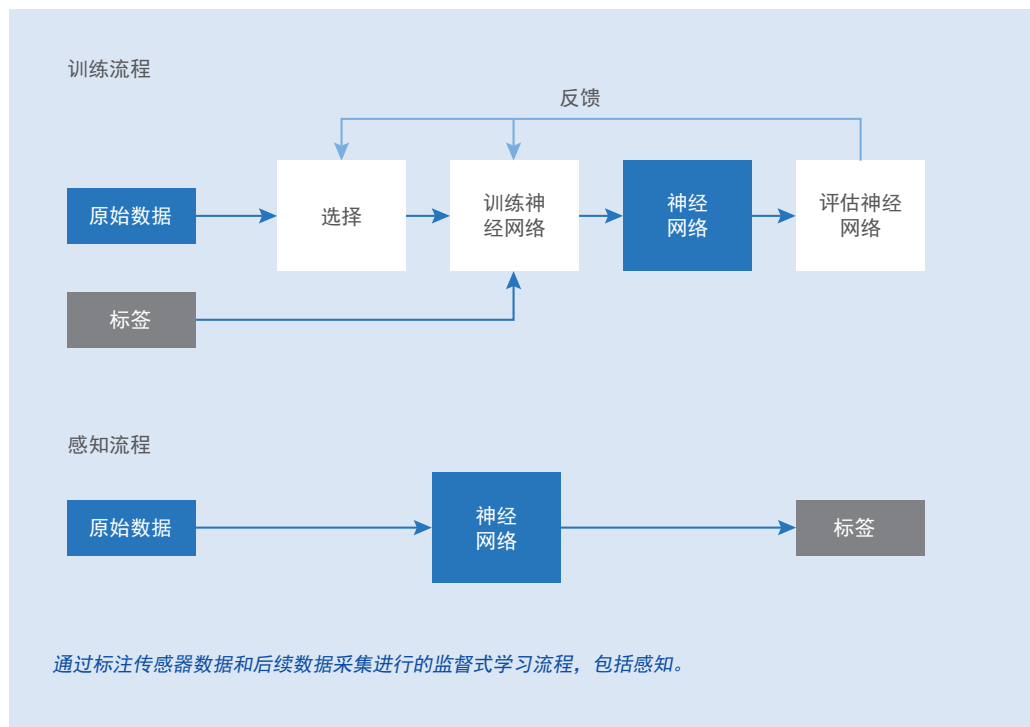 训练流程
反馈
原始数据
选择
训练神
经网络
神经
网络
评估神经
网络
标签
感知流程
原始数据
神经
网络
标签
通过标注传感器数据和后续数据采集进行的监督式学习流程，包括感知。